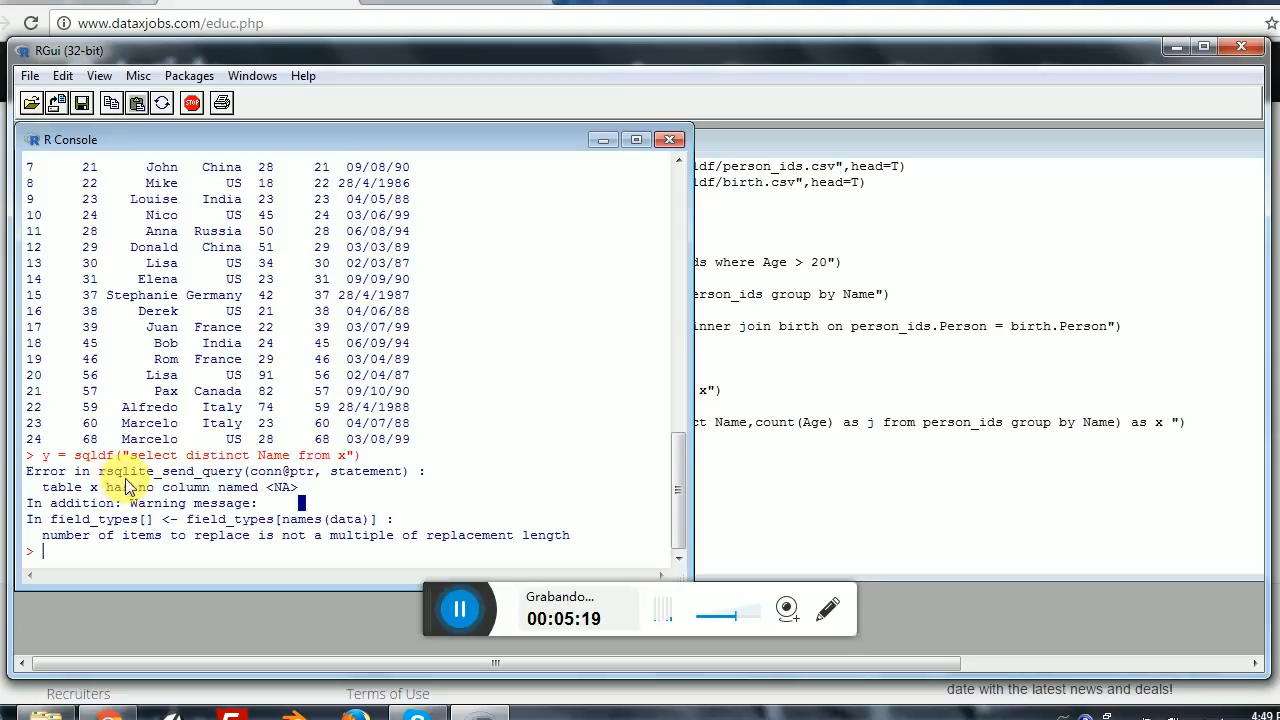 www.dataxjobs.com/educ.php
RGui (32-bit)
File Edit View Misc Packages Windows Help
STOP
R Console
7 21 John China 28 21 09/08/90
8 22 Mike US 18 22 28/4/1986
9 23 Louise India 23 23 04/05/88
10 24 Nico US 45 24 03/06/99
11 28 Anna Russia 50 28 06/08/94
12 29 Donald China 51 29 03/03/89
13 30 Lisa US 34 30 02/03/87
14 31 Elena US 23 31 09/09/90
15 37 Stephanie Germany 42 37 28/4/1987
16 38 Derek US 21 38 04/06/88
17 39 Juan France 22 39 03/07/99
18 45 Bob India 24 45 06/09/94
19 46 Rom France 29 46 03/04/89
20 56 Lisa US 91 56 02/04/87
21 57 Pax Canada 82 57 09/10/90
22 59 Alfredo Italy 74 59 28/4/1988
23 60 Marcelo Italy 23 60 04/07/88
24 68 Marcelo US 28 68 03/08/99
> y = sqldf("select distinct Name from x")
Error in rsqlite_send_query(conn@ptr, statement) :
table x has no column named <NA>
In addition: Warning message:
In field_types[] <- field_types[names(data)] :
number of items to replace is not a multiple of replacement length
>
ldf/person_ids.csv",head=T)
ldf/birth.csv",head=T)
ds where Age > 20")
erson_ids group by Name")
inner join birth on person_ids.Person = birth.Person")
x")
ct Name,count(Age) as j from person_ids group by Name) as x ")
Grabando...
00:05:19
Recruiters
Terms of Use
date with the latest news and deals!